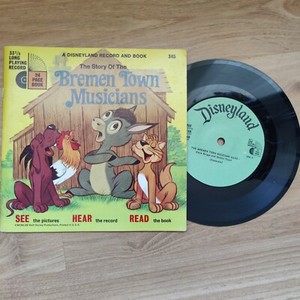 33⅓
LONG
PLAYING
RECORD
24
PAGE
BOOK
A DISNEYLAND RECORD AND BOOK
345
The Story Of The
Bremen Town
Musicians
SEE the pictures HEAR the record READ the book
Disneyland